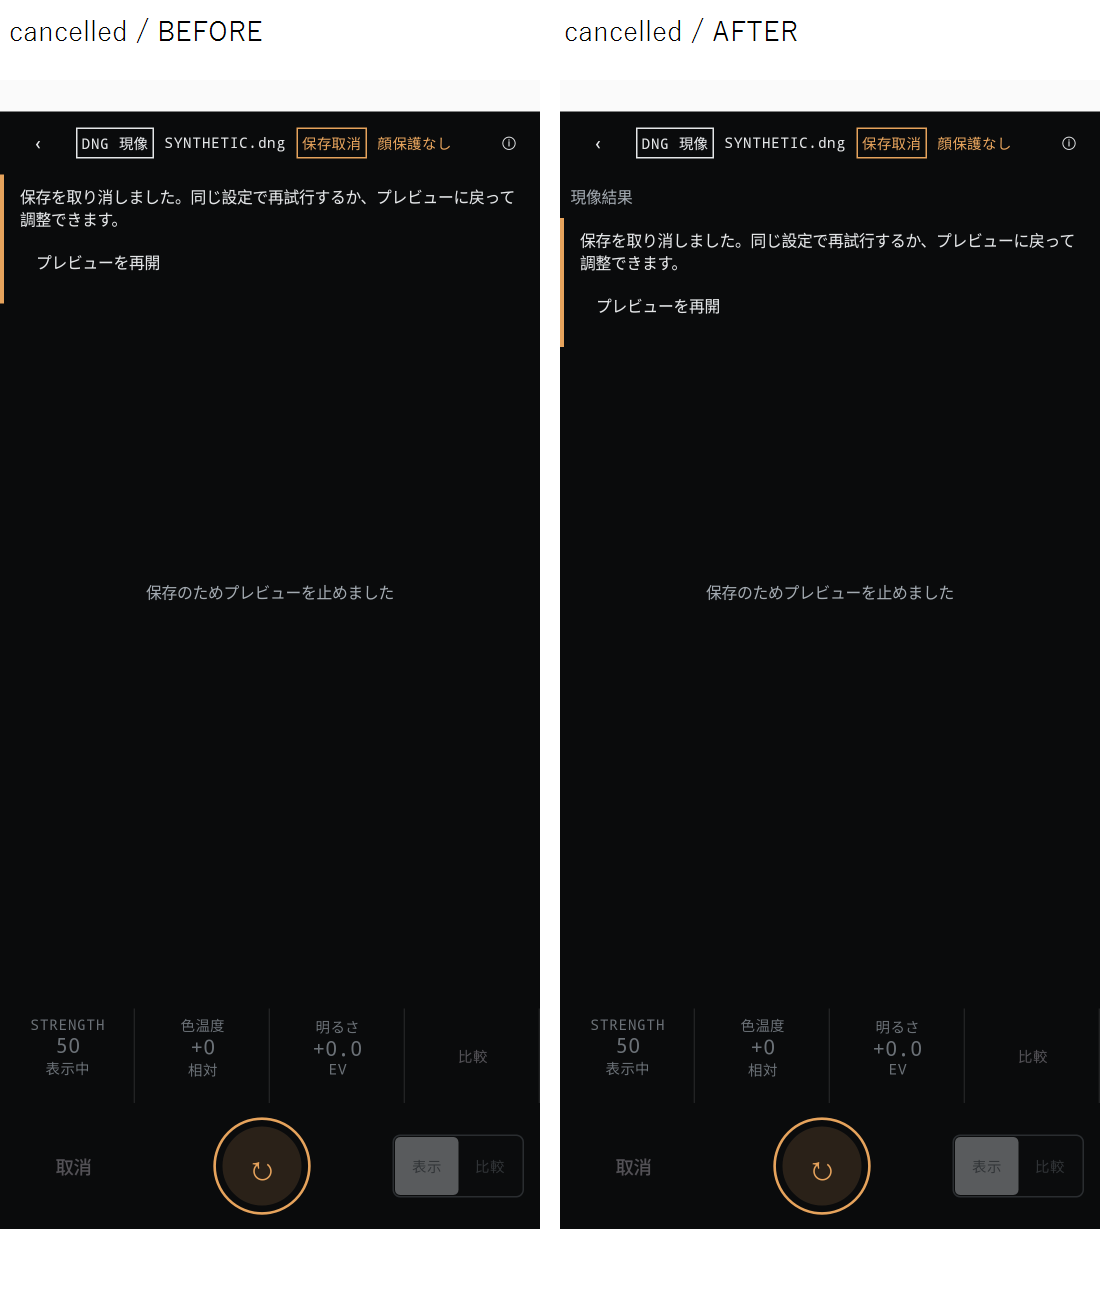 cancelled / BEFORE
‹ DNG 現像 SYNTHETIC.dng 保存取消 顔保護なし ⓘ
保存を取り消しました。同じ設定で再試行するか、プレビューに戻って
調整できます。
プレビューを再開
保存のためプレビューを止めました
STRENGTH
50
表示中
色温度
+0
相対
明るさ
+0.0
EV
比較
取消
↻
表示 比較
cancelled / AFTER
‹ DNG 現像 SYNTHETIC.dng 保存取消 顔保護なし ⓘ
現像結果
保存を取り消しました。同じ設定で再試行するか、プレビューに戻って
調整できます。
プレビューを再開
保存のためプレビューを止めました
STRENGTH
50
表示中
色温度
+0
相対
明るさ
+0.0
EV
比較
取消
↻
表示 比較